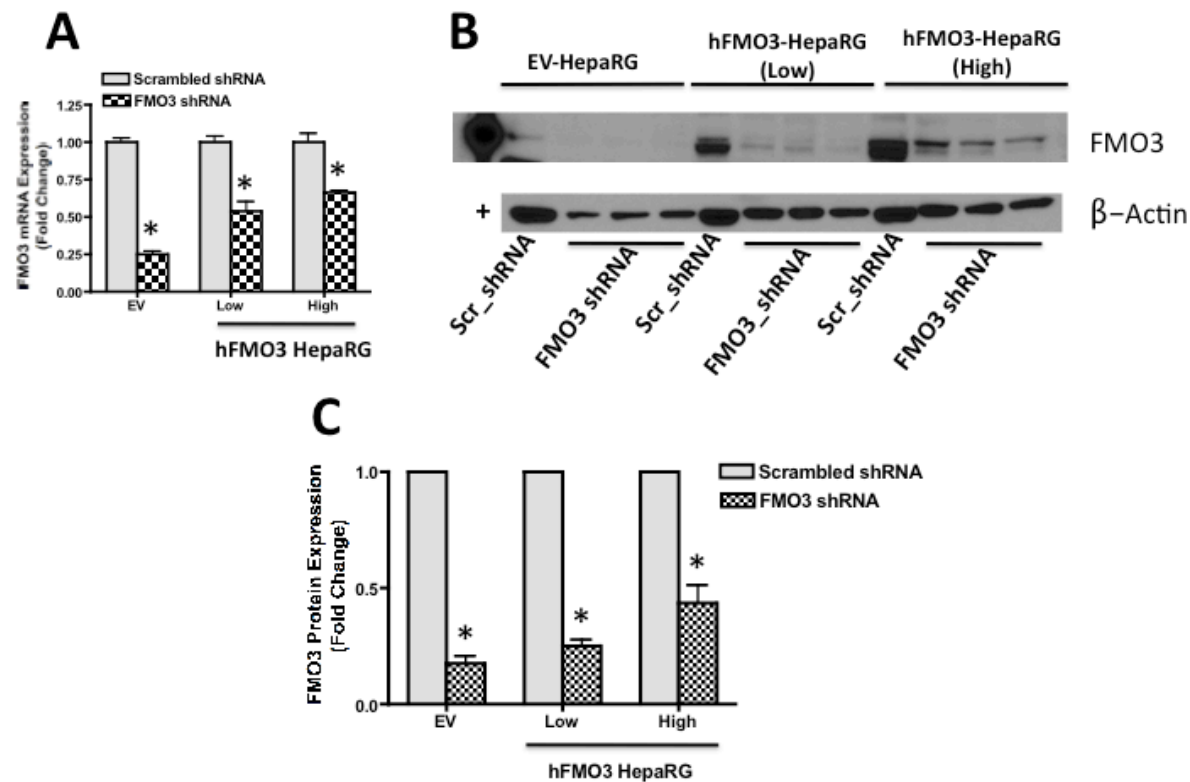 A
Scrambled shRNA
FMO3 shRNA
FMO3 mRNA Expression
(Fold Change)
1.25
1.00
0.75
0.50
0.25
0.00
*
*
*
EV
Low
High
hFMO3 HepaRG
B
EV-HepaRG
hFMO3-HepaRG
(Low)
hFMO3-HepaRG
(High)
FMO3
+
β–Actin
Scr_shRNA
FMO3 shRNA
Scr_shRNA
FMO3_shRNA
Scr_shRNA
FMO3 shRNA
C
Scrambled shRNA
FMO3 shRNA
FMO3 Protein Expression
(Fold Change)
1.0
0.5
0.0
*
*
*
EV
Low
High
hFMO3 HepaRG